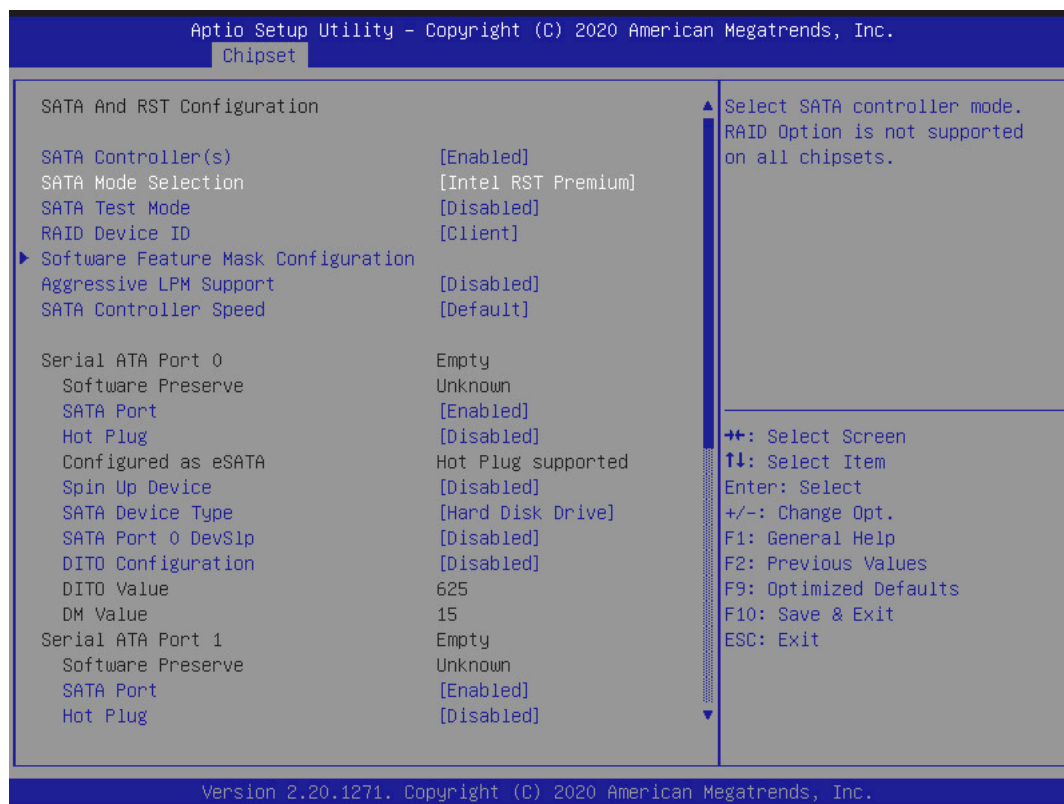 Aptio Setup Utility – Copyright (C) 2020 American Megatrends, Inc.
Chipset
SATA And RST Configuration
SATA Controller(s) [Enabled]
SATA Mode Selection [Intel RST Premium]
SATA Test Mode [Disabled]
RAID Device ID [Client]
Software Feature Mask Configuration
Aggressive LPM Support [Disabled]
SATA Controller Speed [Default]
Serial ATA Port 0 Empty
Software Preserve Unknown
SATA Port [Enabled]
Hot Plug [Disabled]
Configured as eSATA Hot Plug supported
Spin Up Device [Disabled]
SATA Device Type [Hard Disk Drive]
SATA Port 0 DevSlp [Disabled]
DITO Configuration [Disabled]
DITO Value 625
DM Value 15
Serial ATA Port 1 Empty
Software Preserve Unknown
SATA Port [Enabled]
Hot Plug [Disabled]
Select SATA controller mode.
RAID Option is not supported
on all chipsets.
→←: Select Screen
↑↓: Select Item
Enter: Select
+/-: Change Opt.
F1: General Help
F2: Previous Values
F9: Optimized Defaults
F10: Save & Exit
ESC: Exit
Version 2.20.1271. Copyright (C) 2020 American Megatrends, Inc.